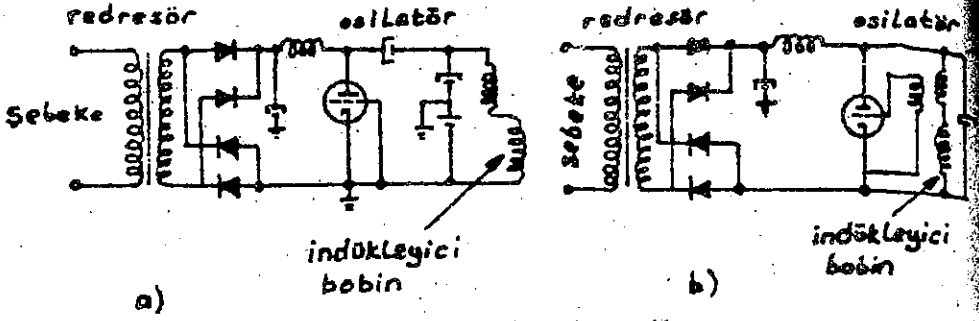 redresör
osilatör
Şebeke
indükleyici
bobin
a)
redresör
osilatör
şebeke
indükleyici
bobin
b)